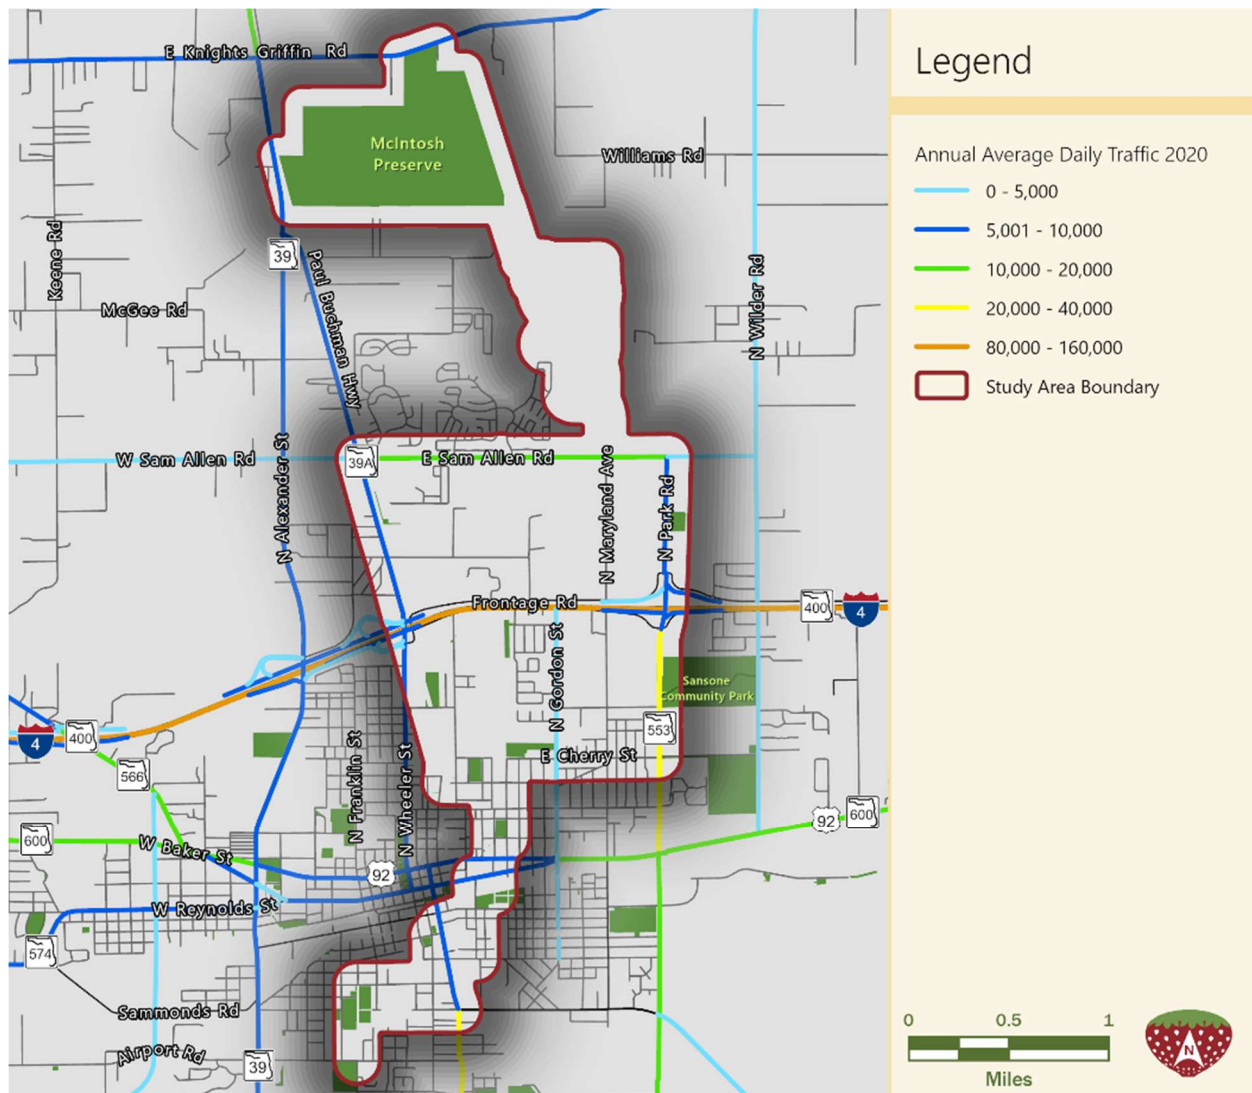 E Knights Griffin Rd
McIntosh
Preserve
Williams Rd
Keene Rd
39
Paul Buchman Hwy
McGee Rd
N Wilder Rd
W Sam Allen Rd
39A
E Sam Allen Rd
N Alexander St
N Maryland Ave
N Park Rd
Frontage Rd
400
4
N Gordon St
Sansone
Community Park
553
E Cherry St
4
400
566
N Franklin St
N Wheeler St
92
600
600
W Baker St
92
W Reynolds St
574
Sammonds Rd
Airport Rd
39
Legend
Annual Average Daily Traffic 2020
0 - 5,000
5,001 - 10,000
10,000 - 20,000
20,000 - 40,000
80,000 - 160,000
Study Area Boundary
0 0.5 1
Miles
N